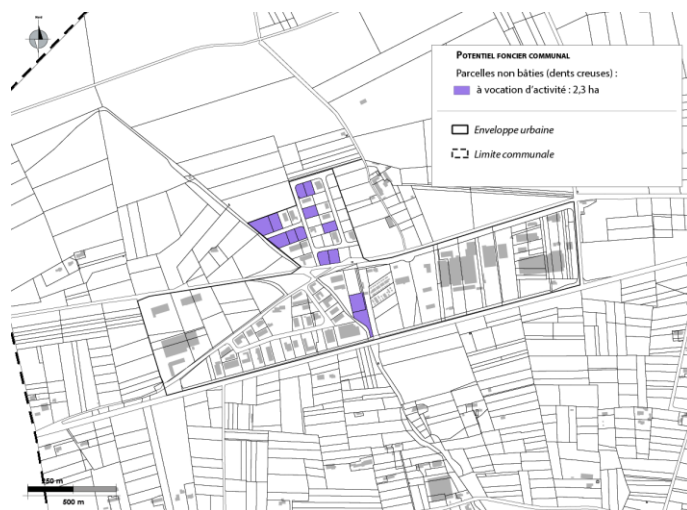 Nord
POTENTIEL FONCIER COMMUNAL
Parcelles non bâties (dents creuses) :
à vocation d'activité : 2,3 ha
Enveloppe urbaine
Limite communale
250 m
500 m